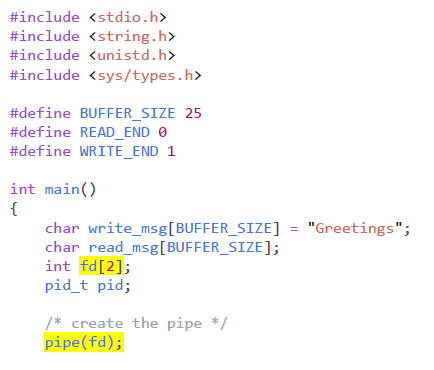 #include <stdio.h>
#include <string.h>
#include <unistd.h>
#include <sys/types.h>

#define BUFFER_SIZE 25
#define READ_END 0
#define WRITE_END 1

int main()
{
    char write_msg[BUFFER_SIZE] = "Greetings";
    char read_msg[BUFFER_SIZE];
    int fd[2];
    pid_t pid;

    /* create the pipe */
    pipe(fd);